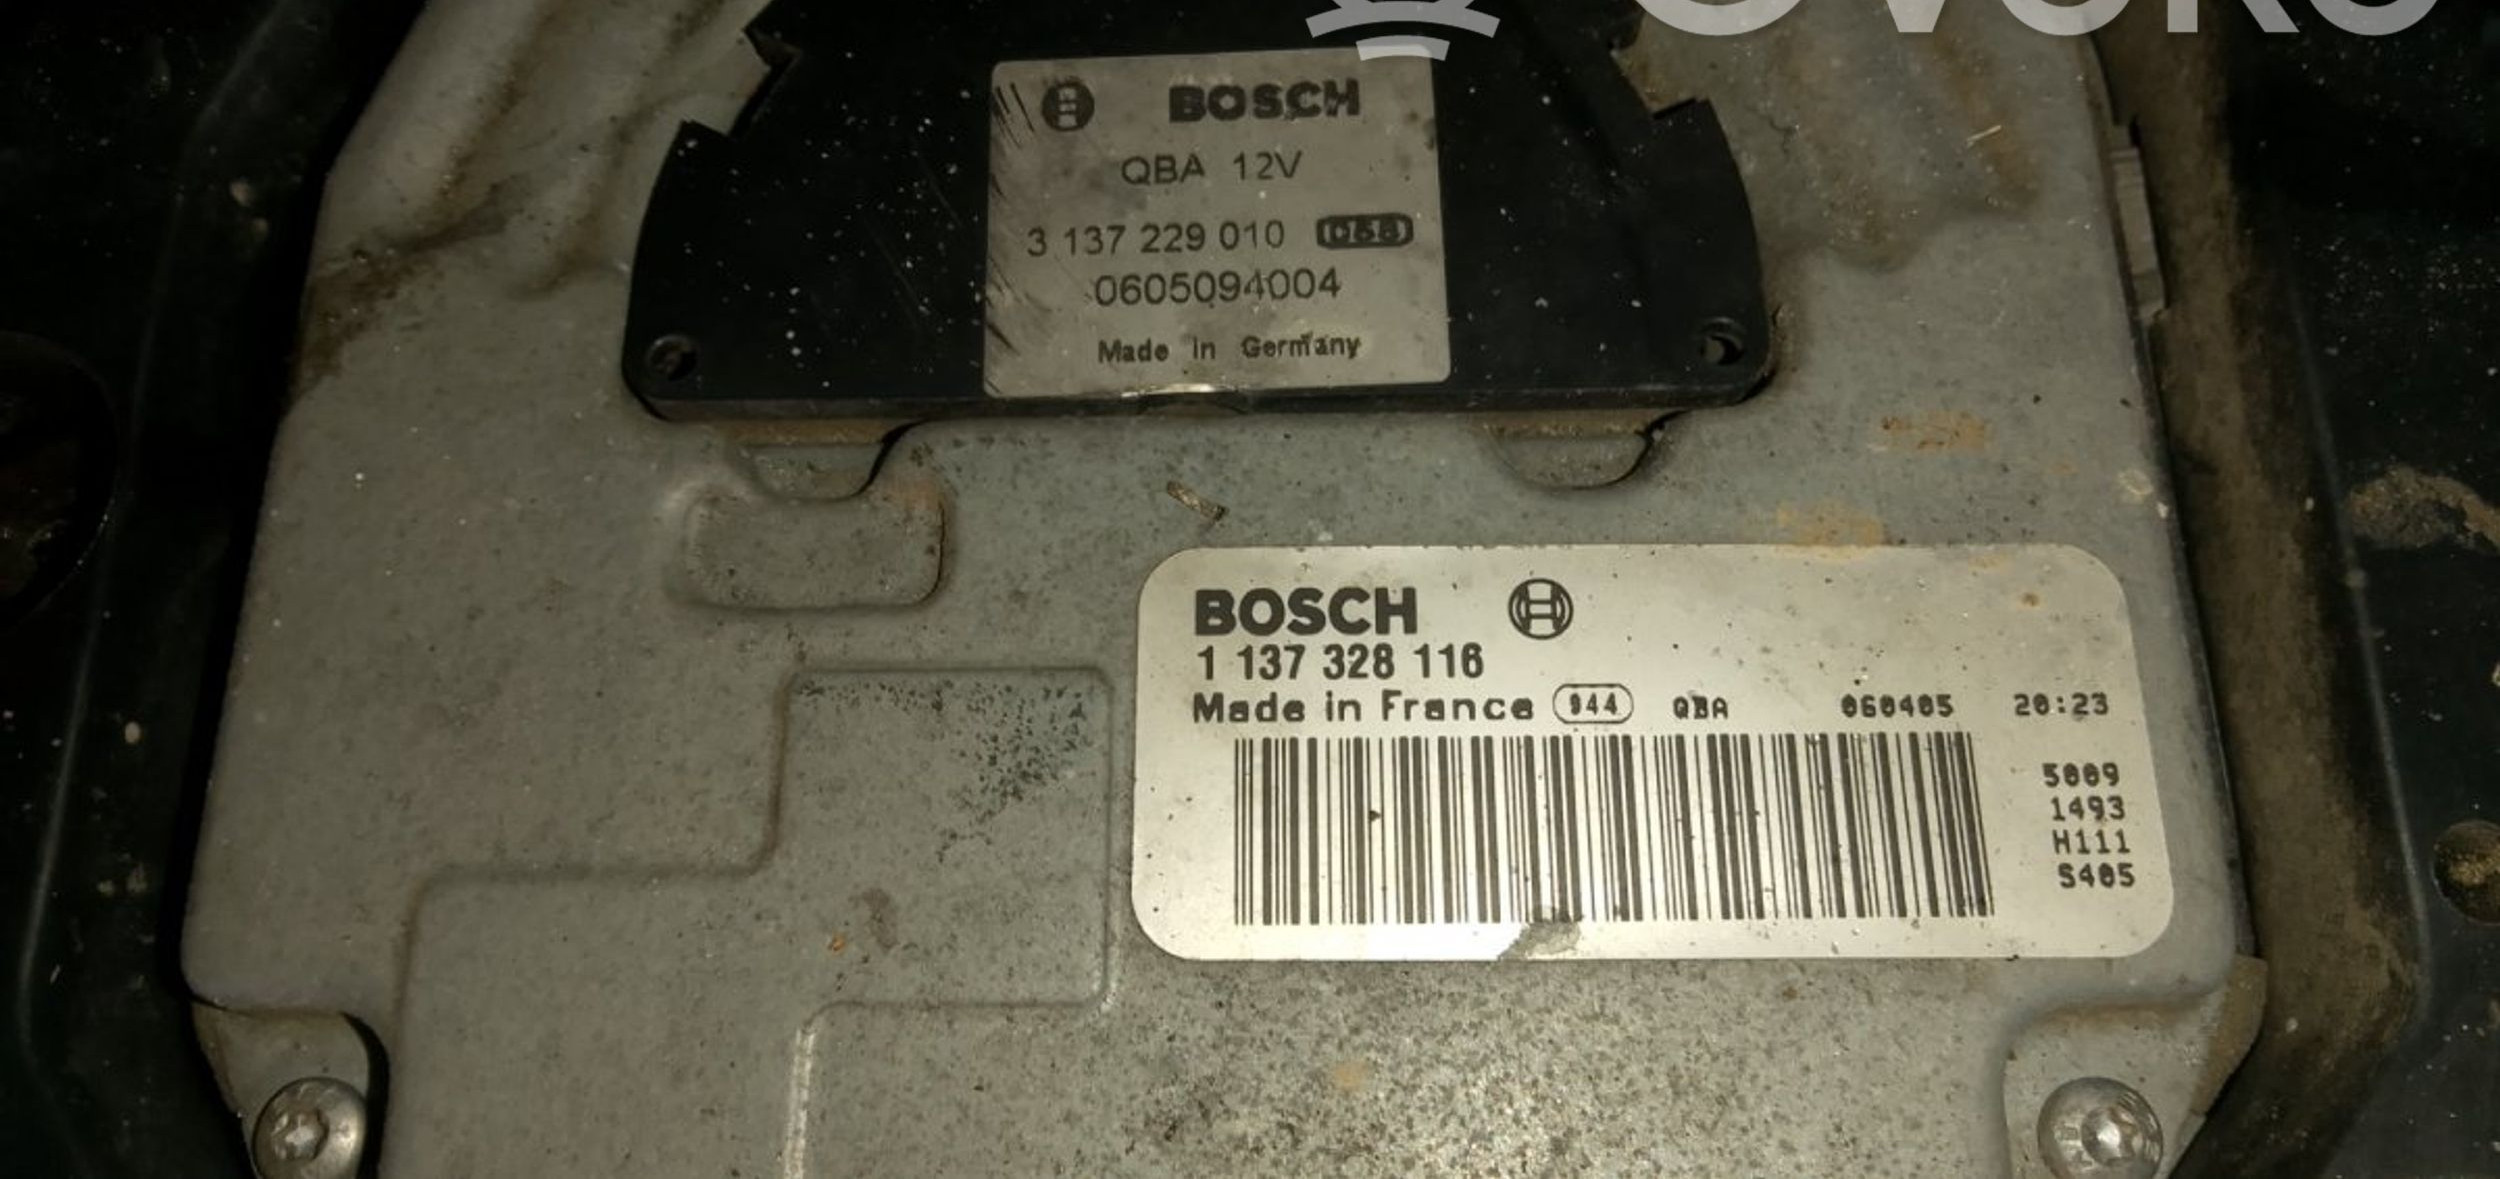 BOSCH
QBA 12V
3 137 229 010
0605094004
Made in Germany
BOSCH
1 137 328 116
Made in France 944 QBA 060405 20:23
5009
1493
H111
S405